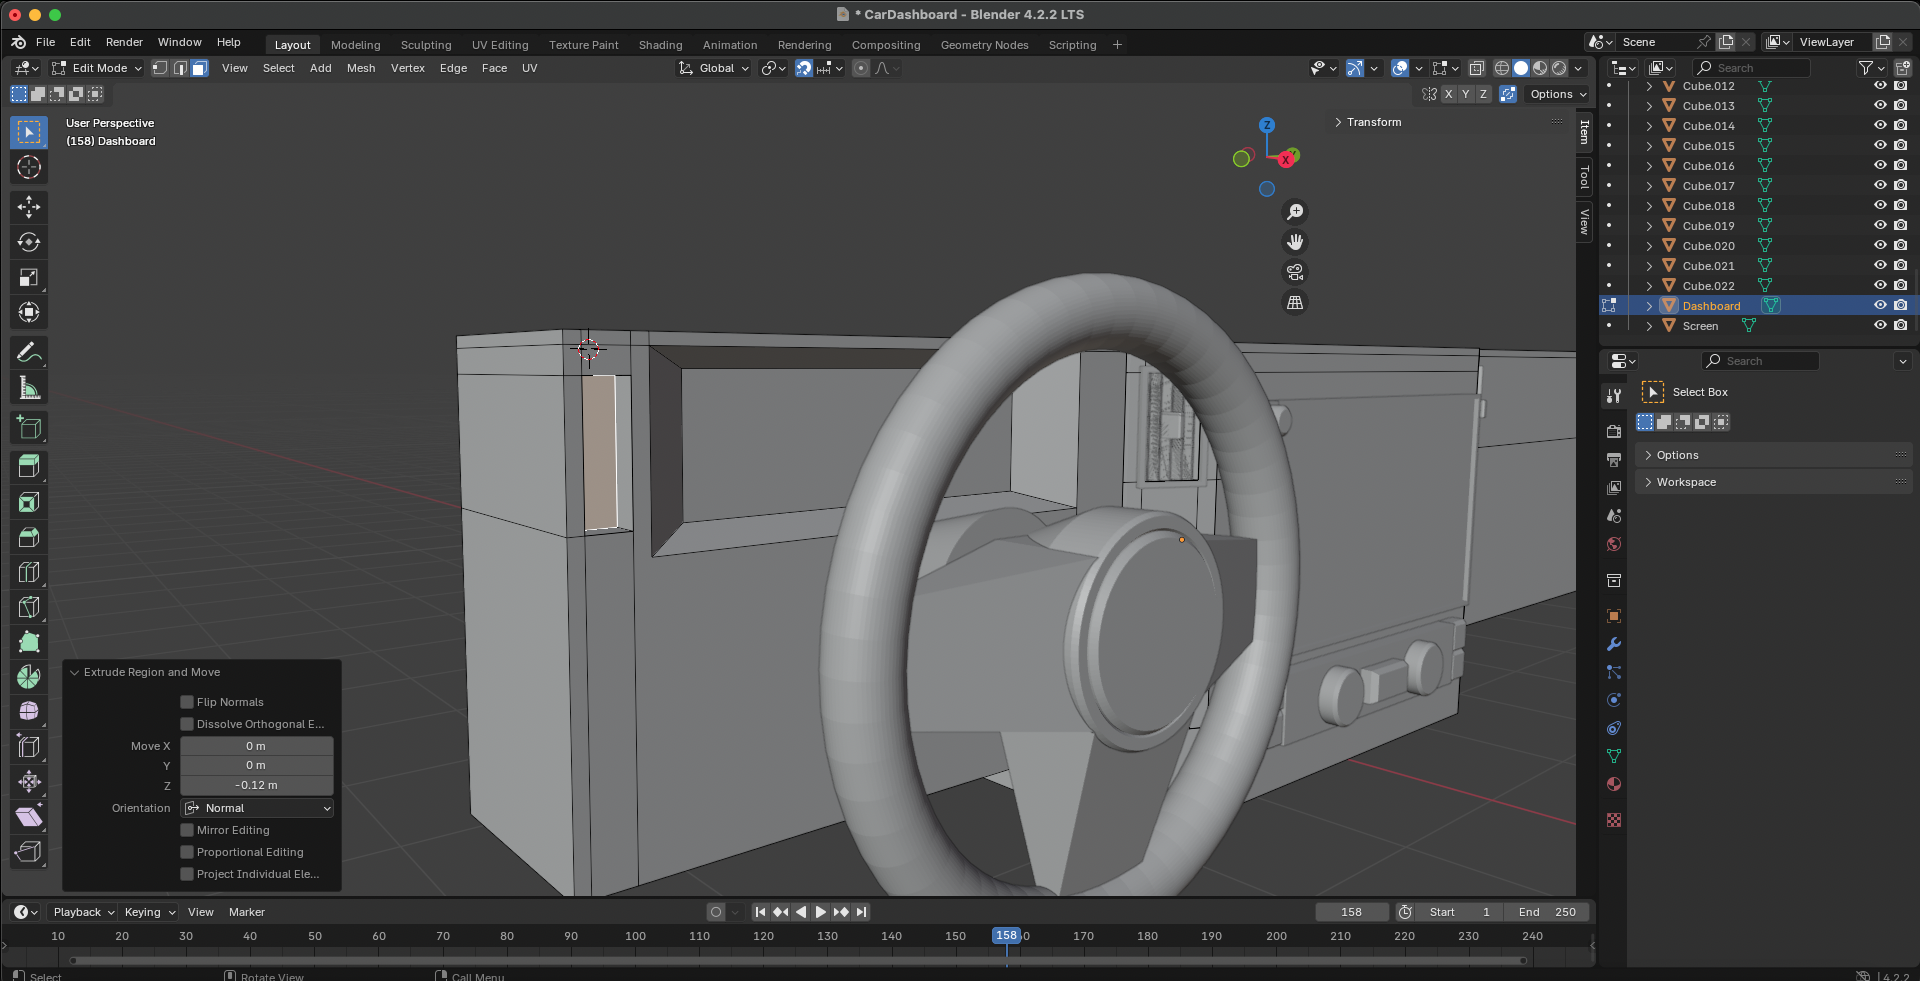 * CarDashboard - Blender 4.2.2 LTS
File Edit Render Window Help
Layout Modeling Sculpting UV Editing Texture Paint Shading Animation Rendering Compositing Geometry Nodes Scripting +
Scene
ViewLayer
Edit Mode
View Select Add Mesh Vertex Edge Face UV
Global
Search
X Y Z
Options
User Perspective
(158) Dashboard
Z
X
Transform
Item
Tool
View
Cube.012
Cube.013
Cube.014
Cube.015
Cube.016
Cube.017
Cube.018
Cube.019
Cube.020
Cube.021
Cube.022
Dashboard
Screen
Search
Select Box
Options
Workspace
Extrude Region and Move
Flip Normals
Dissolve Orthogonal E...
Move X 0 m
Y 0 m
Z -0.12 m
Orientation Normal
Mirror Editing
Proportional Editing
Project Individual Ele...
Playback Keying View Marker
158
Start 1
End 250
10 20 30 40 50 60 70 80 90 100 110 120 130 140 150 158 170 180 190 200 210 220 230 240
Select
Rotate View
Call Menu
4.2.2